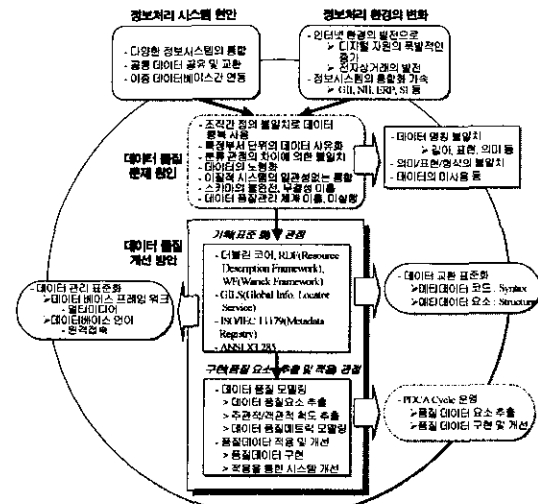 정보처리 시스템 현안
- 다양한 정보시스템의 통합
- 공통 데이터 공유 및 교환
- 이종 데이터베이스간 연동
정보처리 환경의 변화
- 인터넷 환경의 발전으로
➢ 디지털 자원의 폭발적인
증가
➢ 전자상거래의 발전
- 정보시스템의 통합화 가속
➢ GII, NII, ERP, SI 등
데이터 품질
문제 원인
- 조직간 정의 불일치로 데이터
중복 사용
- 특정부서 단위의 데이터 사유화
- 분류 관점의 차이에 의한 불일치
- 데이터의 노형화
- 이질적 시스템의 일관성없는 통합
- 스키마의 불완전, 무결성 미흡
- 데이터 품질관리 체계 미흡, 미실행
- 데이터 명칭 불일치
➢ 길이, 표현, 의미 등
- 의미/표현/형식의 불일치
- 데이터의 미사용 등
데이터 품질
개선 방안
기획(표준화) 관점
- 더블린 코어, RDF(Resource
Description Framework),
WF(Warwick Framework)
- GILS(Global Info. Locator
Service)
- ISO/IEC 11179(Metadata
Registry)
- ANSI X3.285
- 데이터 관리 표준화
➢ 데이터 베이스 프레임 워크
- 멀티미디어
➢ 데이터베이스 언어
- 원격접속
- 데이터 교환 표준화
➢ 메타데이터 코드 : Syntax
➢ 메타데이터 요소 : Structure
구현(품질 요소 추출 및 적용) 관점
- 데이터 품질 모델링
> 데이터 품질요소 추출
> 주관적/객관적 척도 추출
> 데이터 품질메트릭 모델링
- 품질데이터 적용 및 개선
> 품질데이터 구현
> 적용을 통한 시스템 개선
- PDCA Cycle 운영
➢ 품질 데이터 요소 추출
➢ 품질 데이터 구현 및 개선